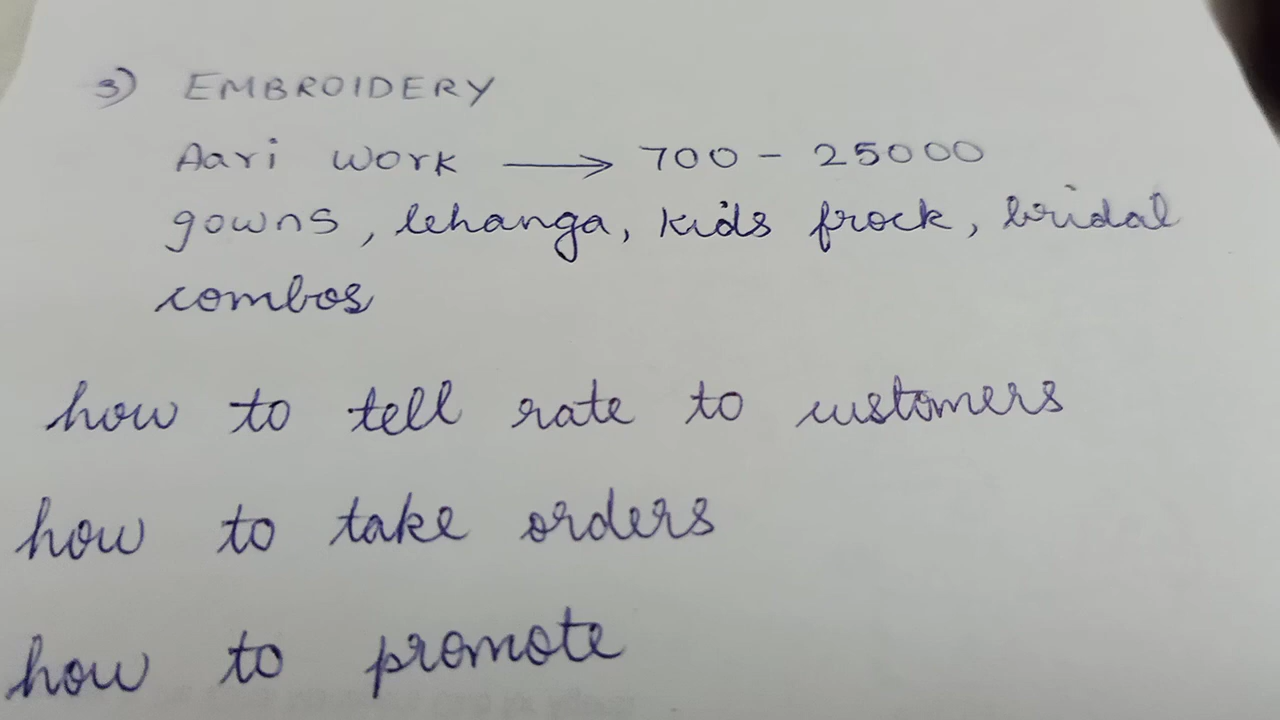 3) EMBROIDERY
Aari work → 700 - 25000
gowns, lehanga, kids frock, bridal
combos
how to tell rate to customers
how to take orders
how to promote